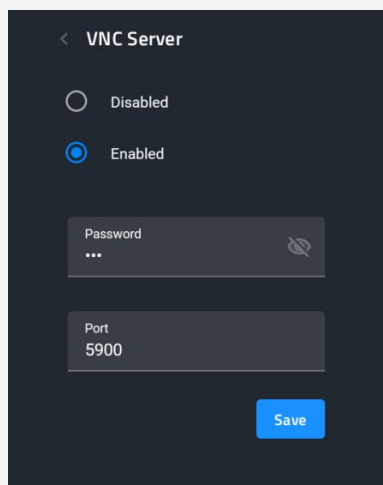 VNC Server
Disabled
Enabled
Password
•••
Port
5900
Save